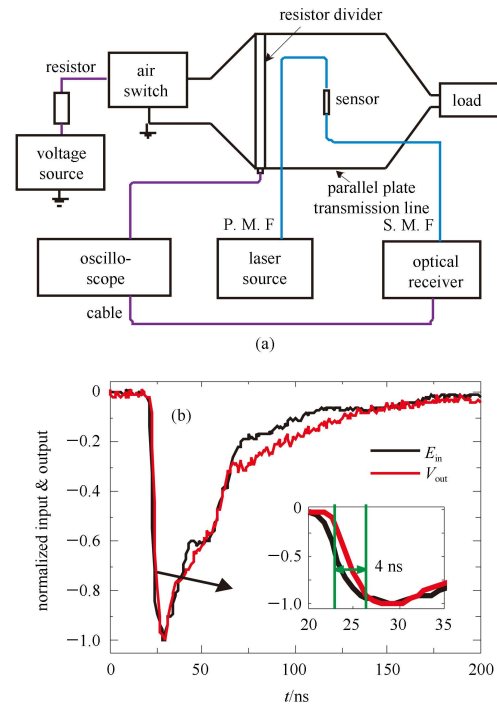 resistor divider
resistor
air
switch
sensor
load
voltage
source
parallel plate
transmission line
P. M. F
S. M. F
oscillo-
scope
laser
source
optical
receiver
cable
(a)
0
(b)
−0.2
−0.4
−0.6
−0.8
−1.0
normalized input & output
E_in
V_out
0
−0.5
−1.0
4 ns
20 25 30 35
0 50 100 150 200
t/ns